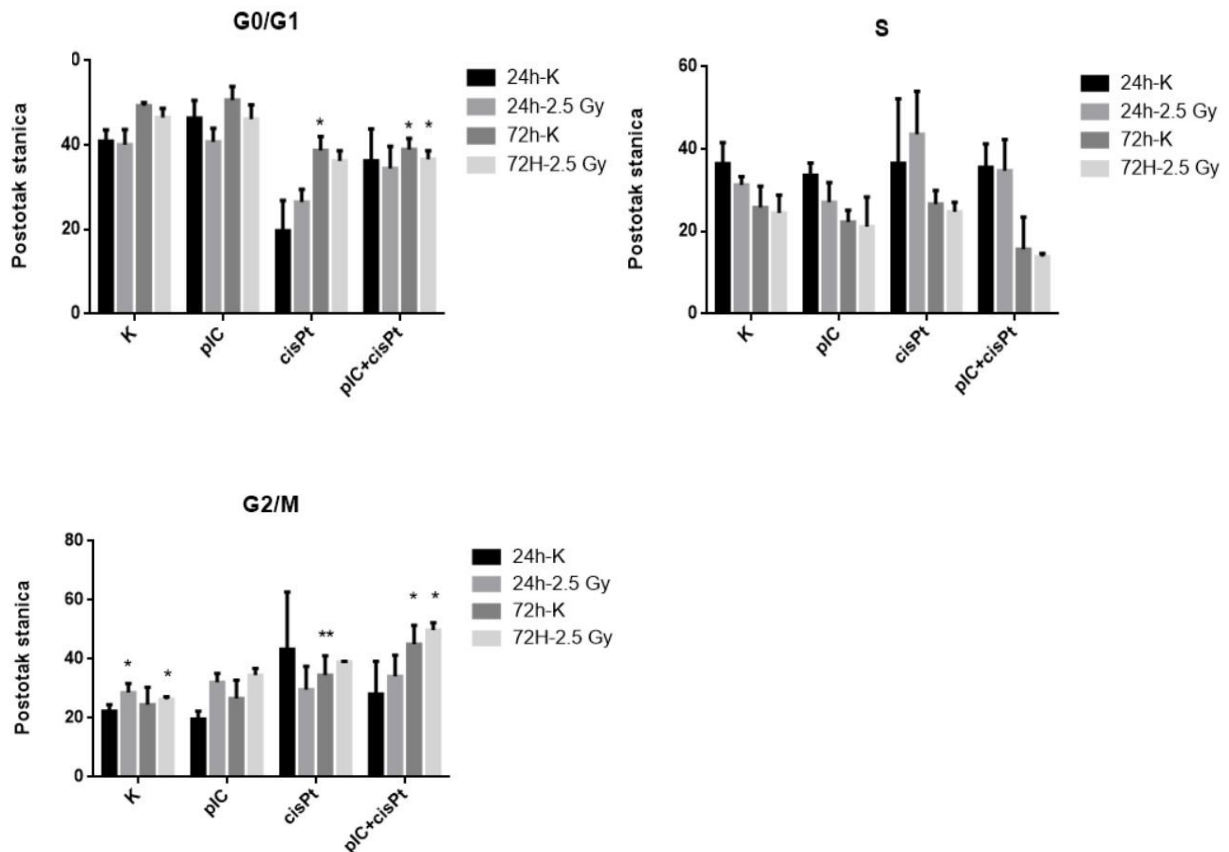 G0/G1
Postotak stanica
0
40
20
0
K
pIC
cisPt
pIC+cisPt
* * *
24h-K
24h-2.5 Gy
72h-K
72H-2.5 Gy
S
Postotak stanica
60
40
20
0
K
pIC
cisPt
pIC+cisPt
24h-K
24h-2.5 Gy
72h-K
72H-2.5 Gy
G2/M
Postotak stanica
80
60
40
20
0
K
pIC
cisPt
pIC+cisPt
* * ** * *
24h-K
24h-2.5 Gy
72h-K
72H-2.5 Gy